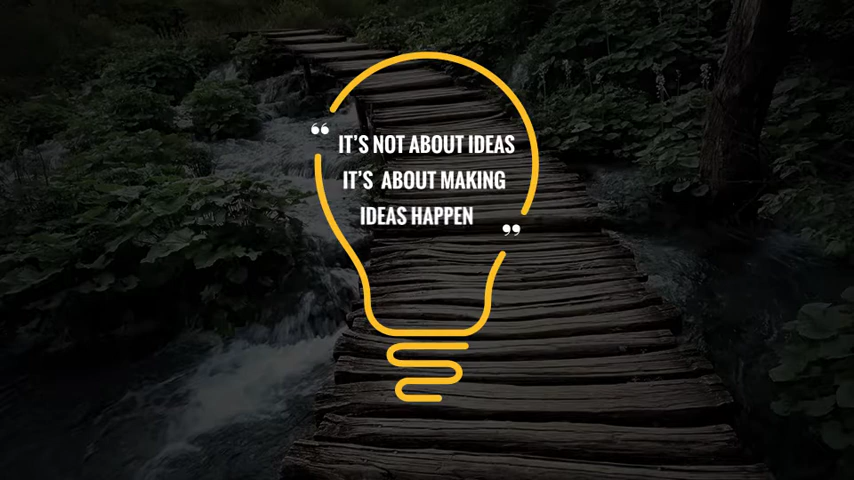 “ IT’S NOT ABOUT IDEAS
IT’S ABOUT MAKING
IDEAS HAPPEN ”